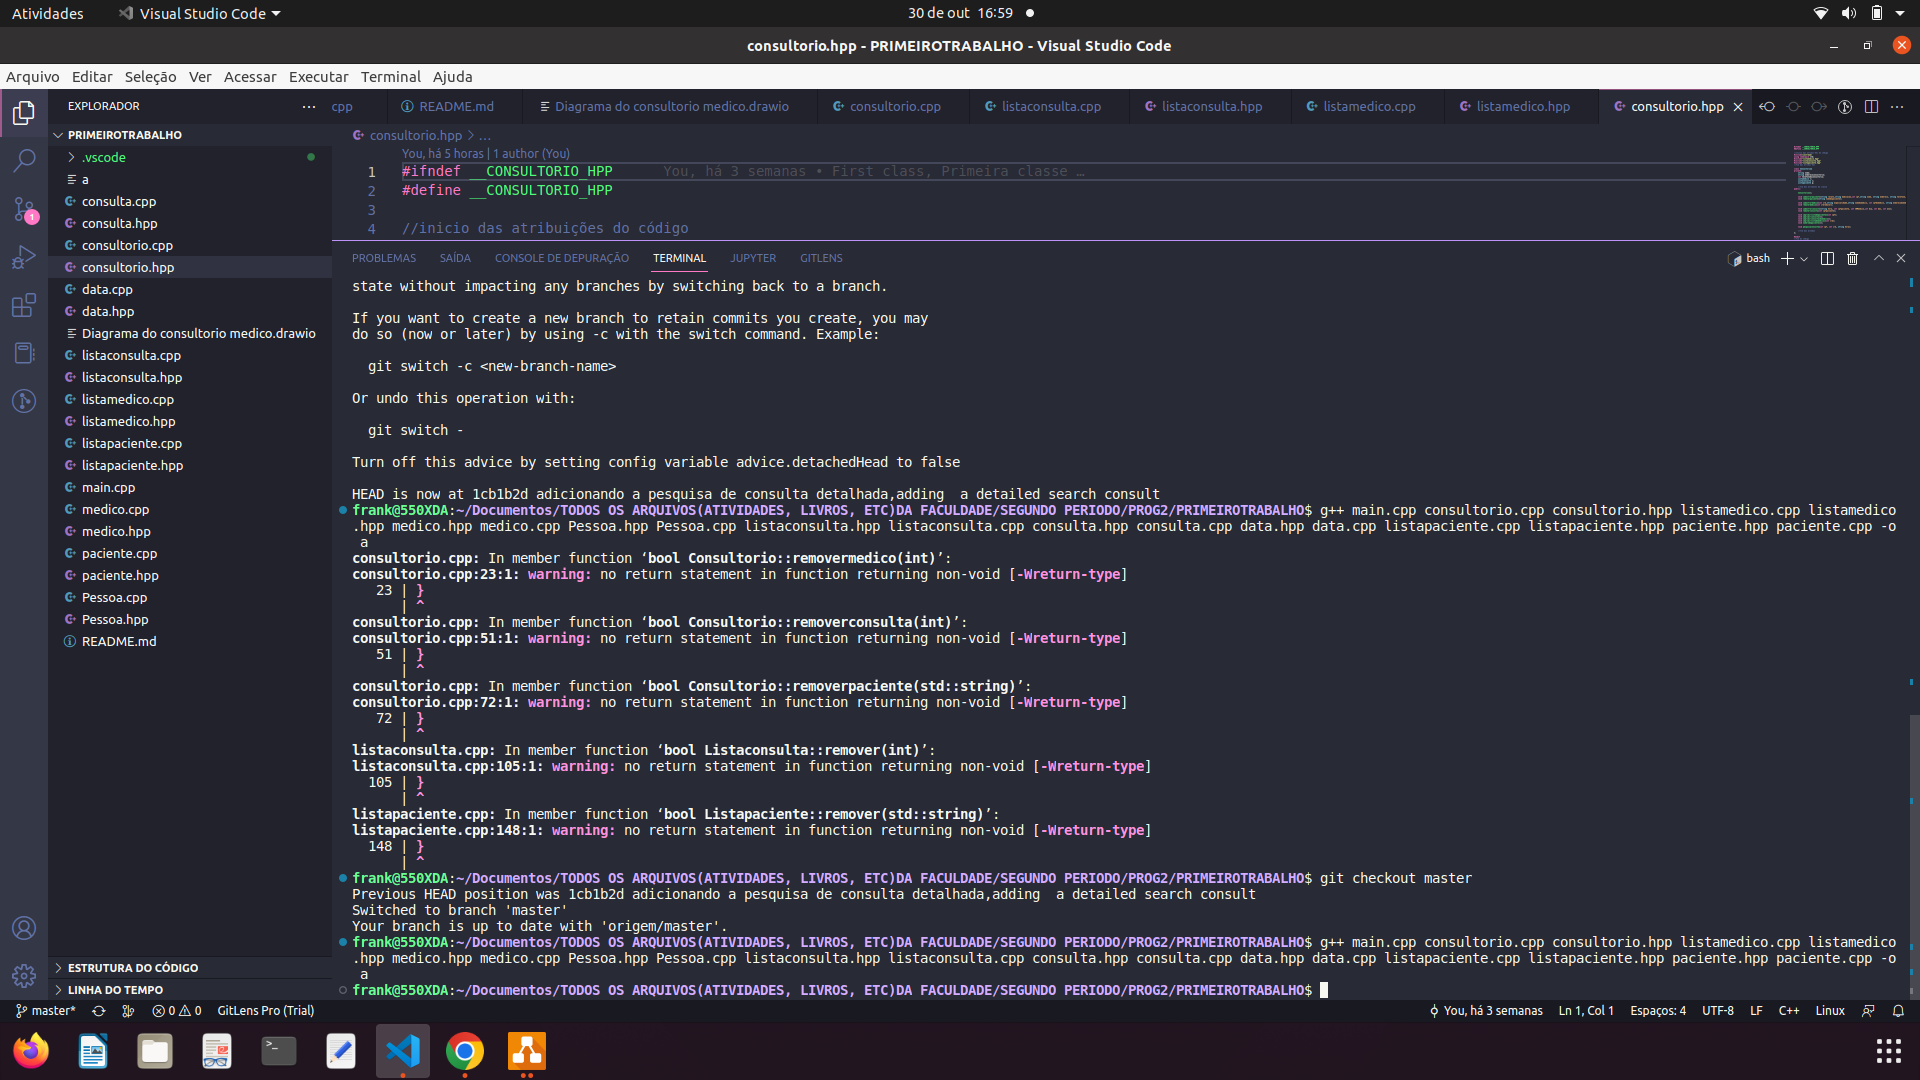 Atividades
Visual Studio Code
30 de out 16:59
consultorio.hpp - PRIMEIROTRABALHO - Visual Studio Code
Arquivo Editar Seleção Ver Acessar Executar Terminal Ajuda
EXPLORADOR
cpp
README.md
Diagrama do consultorio medico.drawio
consultorio.cpp
listaconsulta.cpp
listaconsulta.hpp
listamedico.cpp
listamedico.hpp
consultorio.hpp
PRIMEIROTRABALHO
.vscode
a
consulta.cpp
consulta.hpp
consultorio.cpp
consultorio.hpp
data.cpp
data.hpp
Diagrama do consultorio medico.drawio
listaconsulta.cpp
listaconsulta.hpp
listamedico.cpp
listamedico.hpp
listapaciente.cpp
listapaciente.hpp
main.cpp
medico.cpp
medico.hpp
paciente.cpp
paciente.hpp
Pessoa.cpp
Pessoa.hpp
README.md
ESTRUTURA DO CÓDIGO
LINHA DO TEMPO
1
consultorio.hpp > ...
You, há 5 horas | 1 author (You)
1 #ifndef __CONSULTORIO_HPP You, há 3 semanas • First class, Primeira classe …
2 #define __CONSULTORIO_HPP
3
4 //inicio das atribuições do código
PROBLEMAS SAÍDA CONSOLE DE DEPURAÇÃO TERMINAL JUPYTER GITLENS
bash
state without impacting any branches by switching back to a branch.
If you want to create a new branch to retain commits you create, you may
do so (now or later) by using -c with the switch command. Example:
git switch -c <new-branch-name>
Or undo this operation with:
git switch -
Turn off this advice by setting config variable advice.detachedHead to false
HEAD is now at 1cb1b2d adicionando a pesquisa de consulta detalhada,adding  a detailed search consult
frank@550XDA:~/Documentos/TODOS OS ARQUIVOS(ATIVIDADES, LIVROS, ETC)DA FACULDADE/SEGUNDO PERIODO/PROG2/PRIMEIROTRABALHO$ g++ main.cpp consultorio.cpp consultorio.hpp listamedico.cpp listamedico
.hpp medico.hpp medico.cpp Pessoa.hpp Pessoa.cpp listaconsulta.hpp listaconsulta.cpp consulta.hpp consulta.cpp data.hpp data.cpp listapaciente.cpp listapaciente.hpp paciente.hpp paciente.cpp -o
a
consultorio.cpp: In member function ‘bool Consultorio::removermedico(int)’:
consultorio.cpp:23:1: warning: no return statement in function returning non-void [-Wreturn-type]
23 | }
| ^
consultorio.cpp: In member function ‘bool Consultorio::removerconsulta(int)’:
consultorio.cpp:51:1: warning: no return statement in function returning non-void [-Wreturn-type]
51 | }
| ^
consultorio.cpp: In member function ‘bool Consultorio::removerpaciente(std::string)’:
consultorio.cpp:72:1: warning: no return statement in function returning non-void [-Wreturn-type]
72 | }
| ^
listaconsulta.cpp: In member function ‘bool Listaconsulta::remover(int)’:
listaconsulta.cpp:105:1: warning: no return statement in function returning non-void [-Wreturn-type]
105 | }
| ^
listapaciente.cpp: In member function ‘bool Listapaciente::remover(std::string)’:
listapaciente.cpp:148:1: warning: no return statement in function returning non-void [-Wreturn-type]
148 | }
| ^
frank@550XDA:~/Documentos/TODOS OS ARQUIVOS(ATIVIDADES, LIVROS, ETC)DA FACULDADE/SEGUNDO PERIODO/PROG2/PRIMEIROTRABALHO$ git checkout master
Previous HEAD position was 1cb1b2d adicionando a pesquisa de consulta detalhada,adding  a detailed search consult
Switched to branch 'master'
Your branch is up to date with 'origem/master'.
frank@550XDA:~/Documentos/TODOS OS ARQUIVOS(ATIVIDADES, LIVROS, ETC)DA FACULDADE/SEGUNDO PERIODO/PROG2/PRIMEIROTRABALHO$ g++ main.cpp consultorio.cpp consultorio.hpp listamedico.cpp listamedico
.hpp medico.hpp medico.cpp Pessoa.hpp Pessoa.cpp listaconsulta.hpp listaconsulta.cpp consulta.hpp consulta.cpp data.hpp data.cpp listapaciente.cpp listapaciente.hpp paciente.hpp paciente.cpp -o
a
frank@550XDA:~/Documentos/TODOS OS ARQUIVOS(ATIVIDADES, LIVROS, ETC)DA FACULDADE/SEGUNDO PERIODO/PROG2/PRIMEIROTRABALHO$
master* 0 0 GitLens Pro (Trial)
You, há 3 semanas Ln 1, Col 1 Espaços: 4 UTF-8 LF C++ Linux